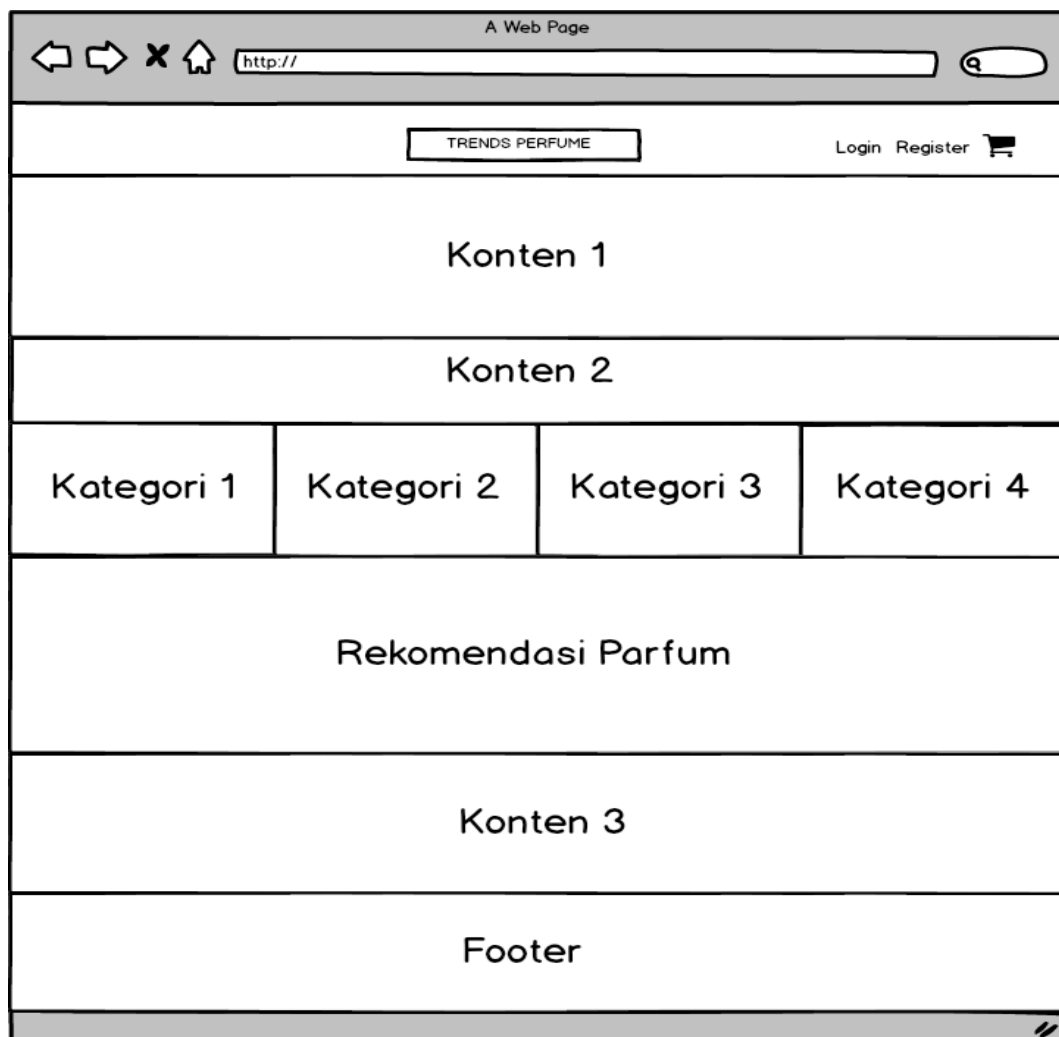 A Web Page
http://
TRENDS PERFUME
Login Register
Konten 1
Konten 2
Kategori 1 Kategori 2 Kategori 3 Kategori 4
Rekomendasi Parfum
Konten 3
Footer